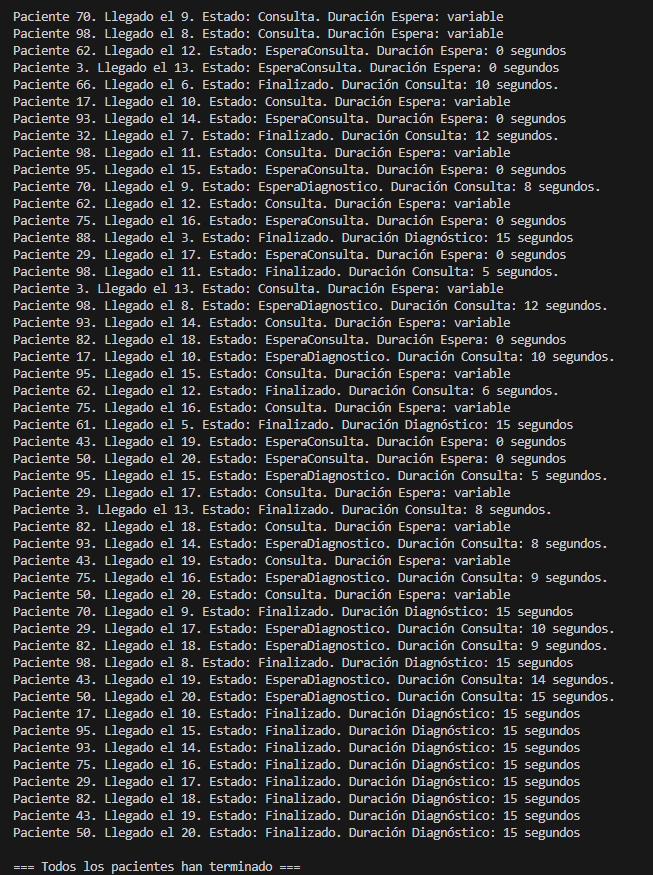 Paciente 70. Llegado el 9. Estado: Consulta. Duración Espera: variable
Paciente 98. Llegado el 8. Estado: Consulta. Duración Espera: variable
Paciente 62. Llegado el 12. Estado: EsperaConsulta. Duración Espera: 0 segundos
Paciente 3. Llegado el 13. Estado: EsperaConsulta. Duración Espera: 0 segundos
Paciente 66. Llegado el 6. Estado: Finalizado. Duración Consulta: 10 segundos.
Paciente 17. Llegado el 10. Estado: Consulta. Duración Espera: variable
Paciente 93. Llegado el 14. Estado: EsperaConsulta. Duración Espera: 0 segundos
Paciente 32. Llegado el 7. Estado: Finalizado. Duración Consulta: 12 segundos.
Paciente 98. Llegado el 11. Estado: Consulta. Duración Espera: variable
Paciente 95. Llegado el 15. Estado: EsperaConsulta. Duración Espera: 0 segundos
Paciente 70. Llegado el 9. Estado: EsperaDiagnostico. Duración Consulta: 8 segundos.
Paciente 62. Llegado el 12. Estado: Consulta. Duración Espera: variable
Paciente 75. Llegado el 16. Estado: EsperaConsulta. Duración Espera: 0 segundos
Paciente 88. Llegado el 3. Estado: Finalizado. Duración Diagnóstico: 15 segundos
Paciente 29. Llegado el 17. Estado: EsperaConsulta. Duración Espera: 0 segundos
Paciente 98. Llegado el 11. Estado: Finalizado. Duración Consulta: 5 segundos.
Paciente 3. Llegado el 13. Estado: Consulta. Duración Espera: variable
Paciente 98. Llegado el 8. Estado: EsperaDiagnostico. Duración Consulta: 12 segundos.
Paciente 93. Llegado el 14. Estado: Consulta. Duración Espera: variable
Paciente 82. Llegado el 18. Estado: EsperaConsulta. Duración Espera: 0 segundos
Paciente 17. Llegado el 10. Estado: EsperaDiagnostico. Duración Consulta: 10 segundos.
Paciente 95. Llegado el 15. Estado: Consulta. Duración Espera: variable
Paciente 62. Llegado el 12. Estado: Finalizado. Duración Consulta: 6 segundos.
Paciente 75. Llegado el 16. Estado: Consulta. Duración Espera: variable
Paciente 61. Llegado el 5. Estado: Finalizado. Duración Diagnóstico: 15 segundos
Paciente 43. Llegado el 19. Estado: EsperaConsulta. Duración Espera: 0 segundos
Paciente 50. Llegado el 20. Estado: EsperaConsulta. Duración Espera: 0 segundos
Paciente 95. Llegado el 15. Estado: EsperaDiagnostico. Duración Consulta: 5 segundos.
Paciente 29. Llegado el 17. Estado: Consulta. Duración Espera: variable
Paciente 3. Llegado el 13. Estado: Finalizado. Duración Consulta: 8 segundos.
Paciente 82. Llegado el 18. Estado: Consulta. Duración Espera: variable
Paciente 93. Llegado el 14. Estado: EsperaDiagnostico. Duración Consulta: 8 segundos.
Paciente 43. Llegado el 19. Estado: Consulta. Duración Espera: variable
Paciente 75. Llegado el 16. Estado: EsperaDiagnostico. Duración Consulta: 9 segundos.
Paciente 50. Llegado el 20. Estado: Consulta. Duración Espera: variable
Paciente 70. Llegado el 9. Estado: Finalizado. Duración Diagnóstico: 15 segundos
Paciente 29. Llegado el 17. Estado: EsperaDiagnostico. Duración Consulta: 10 segundos.
Paciente 82. Llegado el 18. Estado: EsperaDiagnostico. Duración Consulta: 9 segundos.
Paciente 98. Llegado el 8. Estado: Finalizado. Duración Diagnóstico: 15 segundos
Paciente 43. Llegado el 19. Estado: EsperaDiagnostico. Duración Consulta: 14 segundos.
Paciente 50. Llegado el 20. Estado: EsperaDiagnostico. Duración Consulta: 15 segundos.
Paciente 17. Llegado el 10. Estado: Finalizado. Duración Diagnóstico: 15 segundos
Paciente 95. Llegado el 15. Estado: Finalizado. Duración Diagnóstico: 15 segundos
Paciente 93. Llegado el 14. Estado: Finalizado. Duración Diagnóstico: 15 segundos
Paciente 75. Llegado el 16. Estado: Finalizado. Duración Diagnóstico: 15 segundos
Paciente 29. Llegado el 17. Estado: Finalizado. Duración Diagnóstico: 15 segundos
Paciente 82. Llegado el 18. Estado: Finalizado. Duración Diagnóstico: 15 segundos
Paciente 43. Llegado el 19. Estado: Finalizado. Duración Diagnóstico: 15 segundos
Paciente 50. Llegado el 20. Estado: Finalizado. Duración Diagnóstico: 15 segundos
=== Todos los pacientes han terminado ===